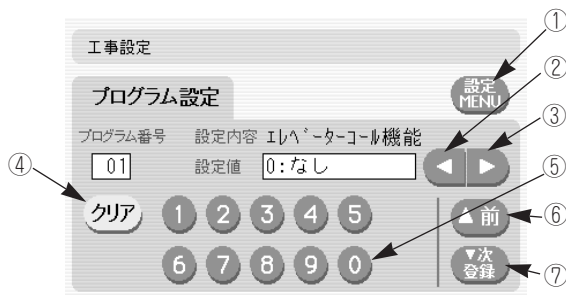 ①
工事設定
②
プログラム設定
設定
MENU
③
プログラム番号 設定内容 エレベーターコール機能
④
01 設定値 0:なし ◀ ▶
⑤
クリア 1 2 3 4 5 ▲前
⑥
6 7 8 9 0 ▼次
登録
⑦